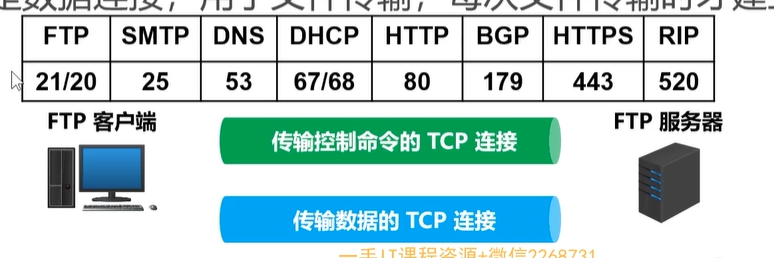 是数据连接，用于文件传输，每次文件传输时才建立
FTP SMTP DNS DHCP HTTP BGP HTTPS RIP
21/20 25 53 67/68 80 179 443 520
FTP 客户端 FTP 服务器
传输控制命令的 TCP 连接
传输数据的 TCP 连接
一手IT课程资源+微信2268731